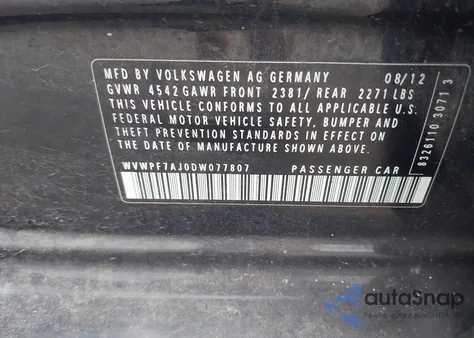 MFD BY VOLKSWAGEN AG GERMANY 08/12
GVWR 4542 GAWR FRONT 2381/ REAR 2271 LBS
THIS VEHICLE CONFORMS TO ALL APPLICABLE U.S.
FEDERAL MOTOR VEHICLE SAFETY, BUMPER AND
THEFT PREVENTION STANDARDS IN EFFECT ON
THE DATE OF MANUFACTURE SHOWN ABOVE.
WVWPF7AJ0DW077807 PASSENGER CAR
8326110 3071 3
autoSnap